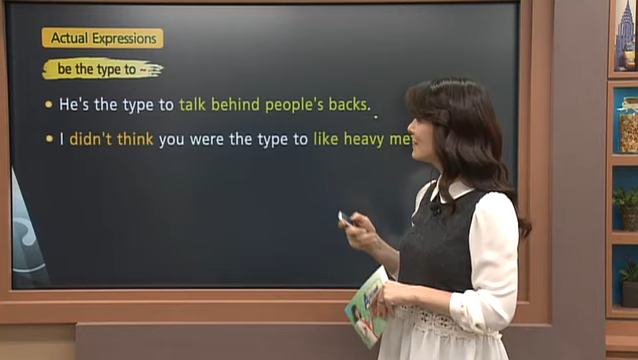 Actual Expressions
be the type to ~
He's the type to talk behind people's backs.
I didn't think you were the type to like heavy